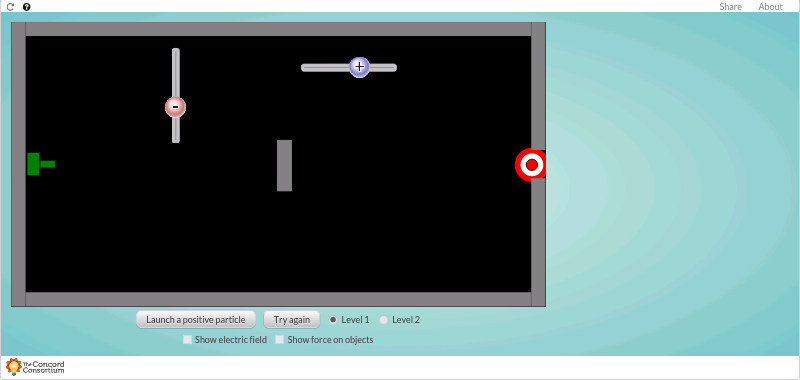 Share About
Launch a positive particle Try again Level 1 Level 2
Show electric field Show force on objects
The Concord
Consortium